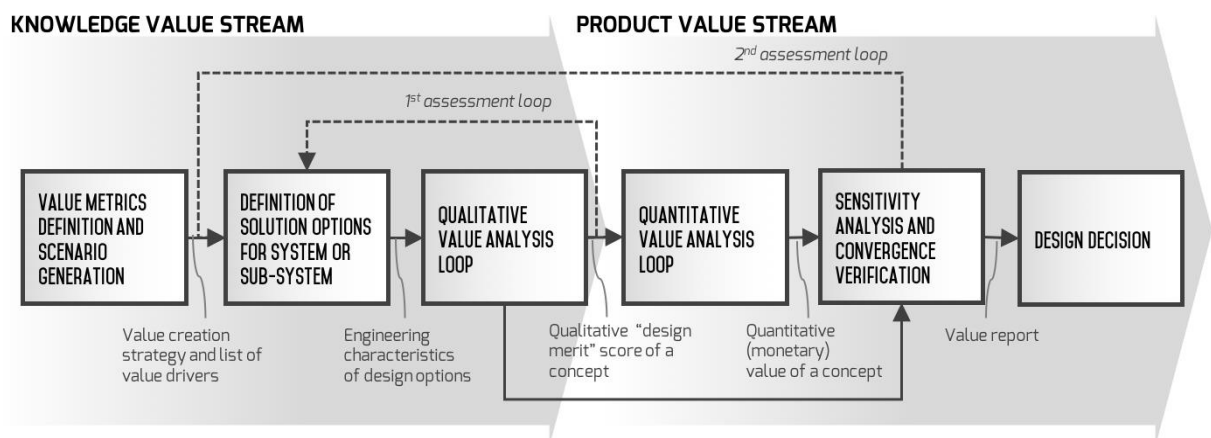 KNOWLEDGE VALUE STREAM
PRODUCT VALUE STREAM
2nd assessment loop
1st assessment loop
VALUE METRICS
DEFINITION AND
SCENARIO
GENERATION
DEFINITION OF
SOLUTION OPTIONS
FOR SYSTEM OR
SUB-SYSTEM
QUALITATIVE
VALUE ANALYSIS
LOOP
QUANTITATIVE
VALUE ANALYSIS
LOOP
SENSITIVITY
ANALYSIS AND
CONVERGENCE
VERIFICATION
DESIGN DECISION
Value creation
strategy and list of
value drivers
Engineering
characteristics
of design options
Qualitative “design
merit” score of a
concept
Quantitative
(monetary)
value of a concept
Value report